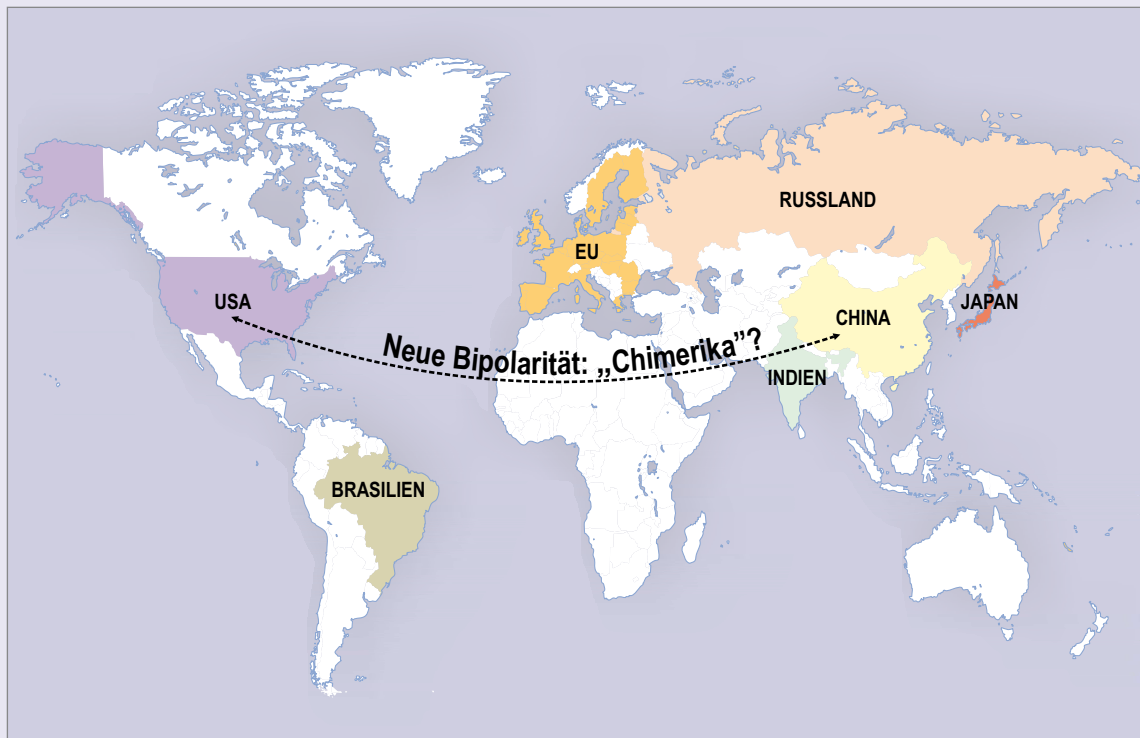 RUSSLAND
EU
USA
JAPAN
CHINA
Neue Bipolarität: „Chimerika”?
INDIEN
BRASILIEN